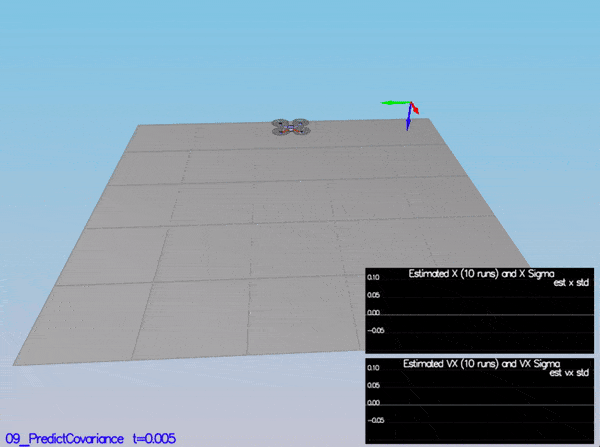 Estimated X (10 runs) and X Sigma
est x std
0.10
0.05
0.00
-0.05
Estimated VX (10 runs) and VX Sigma
est vx std
0.10
0.05
0.00
-0.05
09_PredictCovariance t=0.005